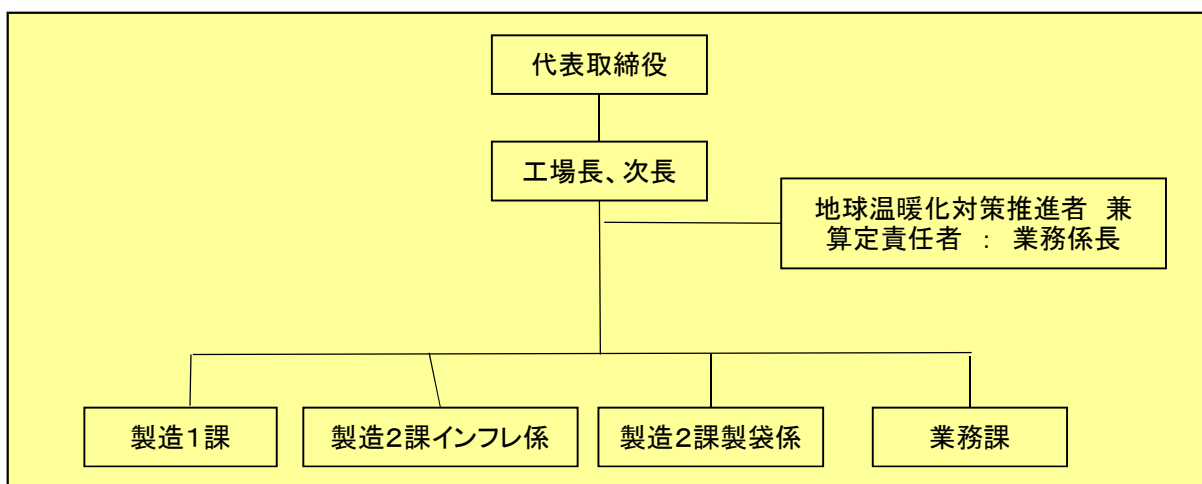 代表取締役
工場長、次長
地球温暖化対策推進者　兼
算定責任者　：　業務係長
製造１課
製造２課インフレ係
製造２課製袋係
業務課